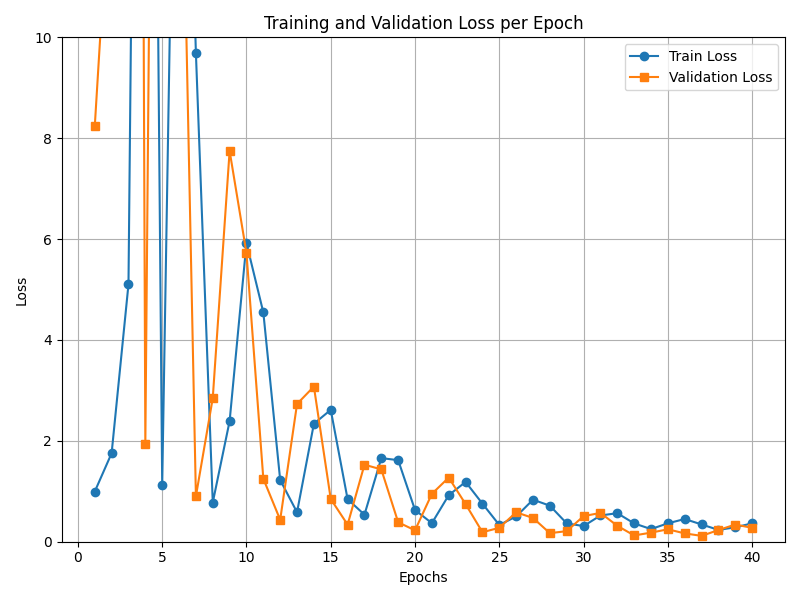 Training and Validation Loss per Epoch
Train Loss
Validation Loss
Loss
10
8
6
4
2
0
0 5 10 15 20 25 30 35 40
Epochs